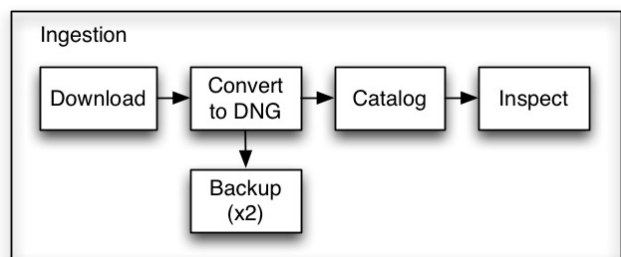 Ingestion
Download
Convert
to DNG
Catalog
Inspect
Backup
(x2)